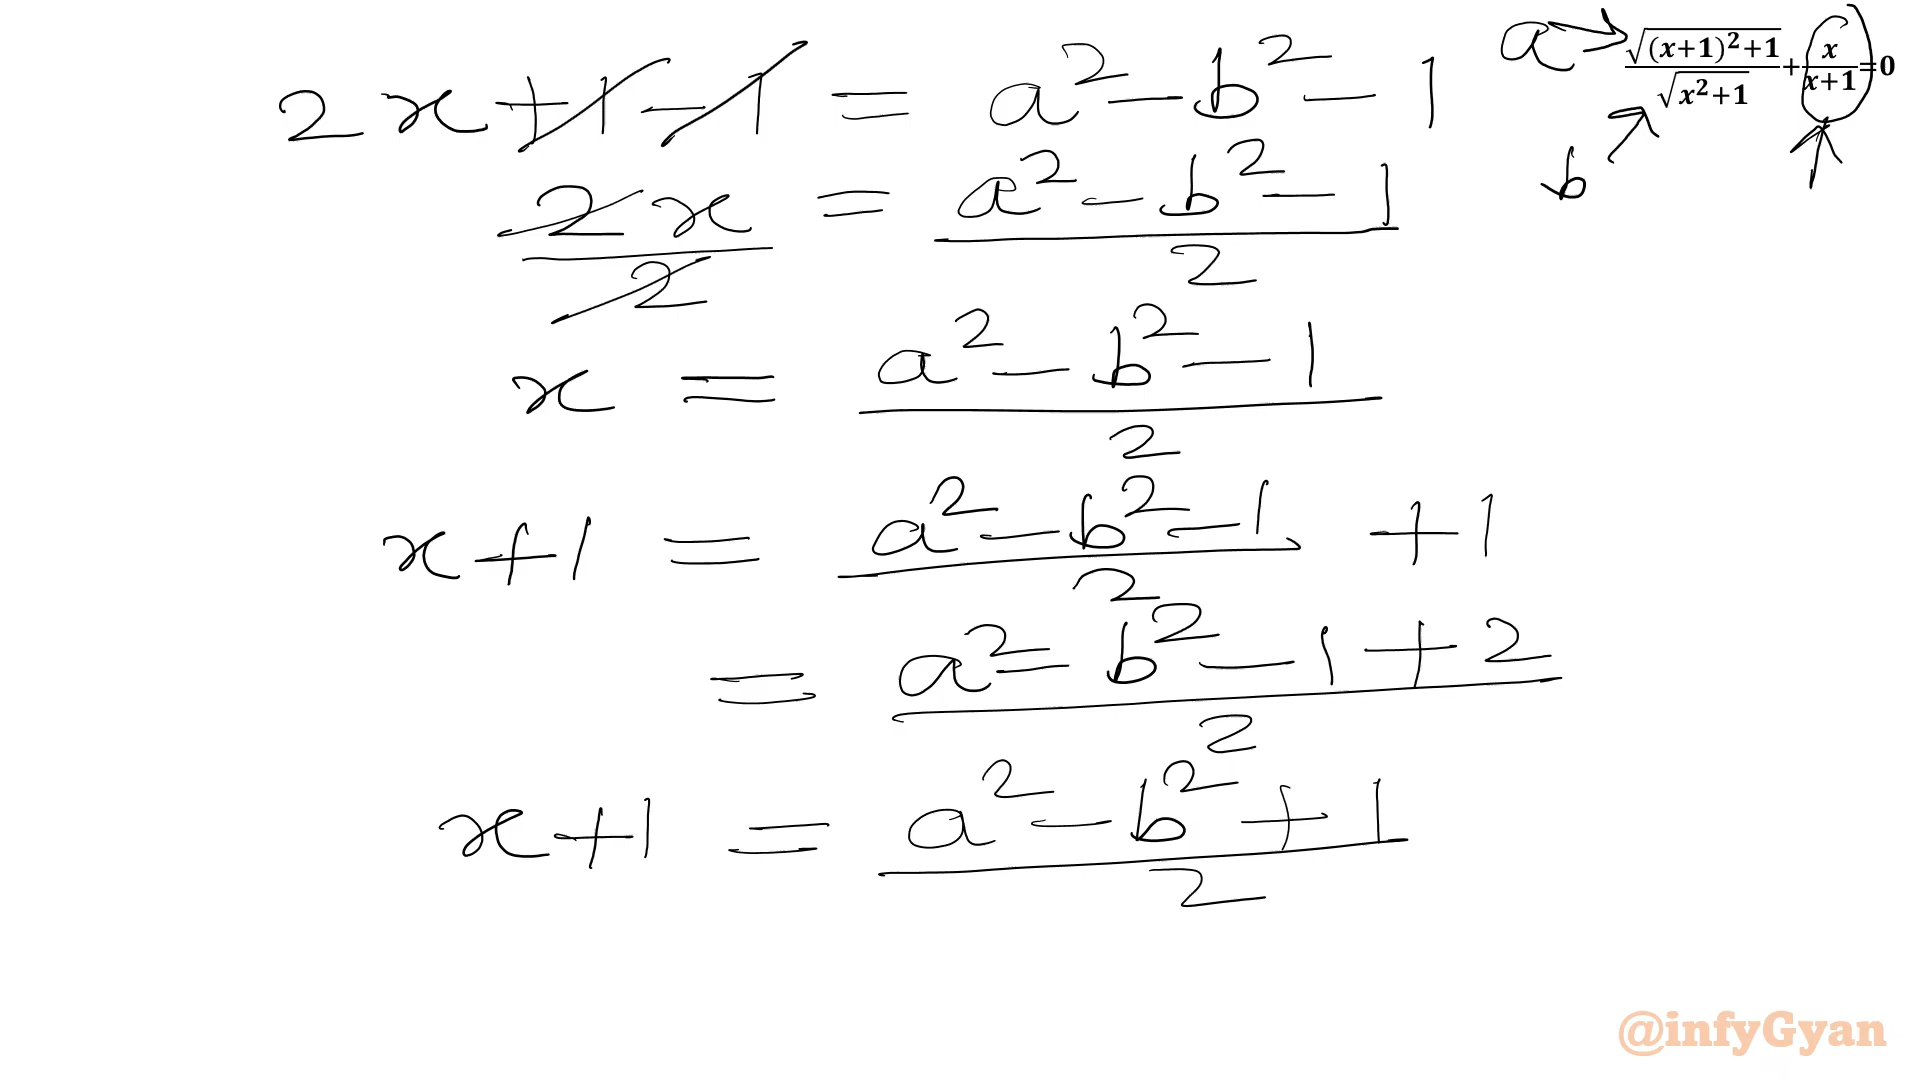 2x+1-1 = a²-b²-1
a → √((x+1)²+1)/√(x²+1) + x/(x+1) = 0
b
2x/2 = (a²-b²-1)/2
x = (a²-b²-1)/2
x+1 = (a²-b²-1)/2 +1
= (a²-b²-1+2)/2
x+1 = (a²-b²+1)/2
@infyGyan